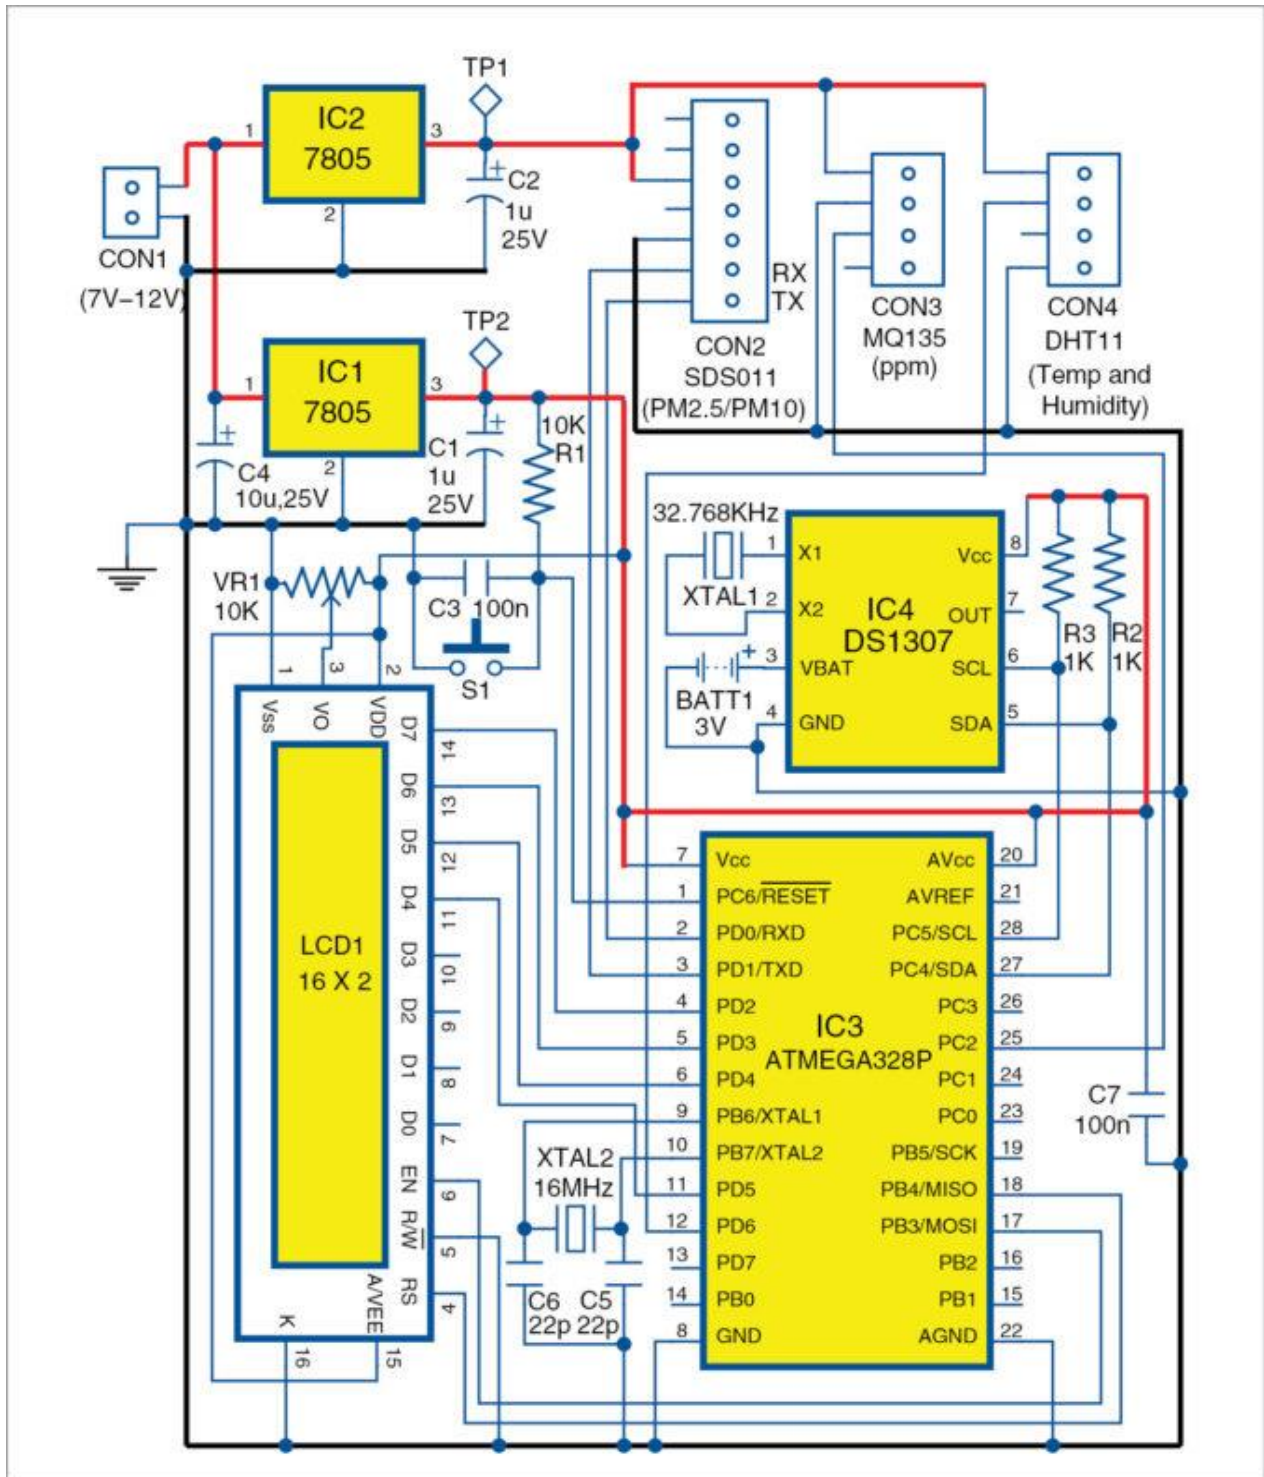 TP1
IC2
7805
1
3
2
C2
1u
25V
+
CON1
(7V–12V)
RX
TX
CON2
SDS011
(PM2.5/PM10)
CON3
MQ135
(ppm)
CON4
DHT11
(Temp and
Humidity)
TP2
IC1
7805
1
3
2
+
C4
10u,25V
+
C1
1u
25V
10K
R1
VR1
10K
C3 100n
S1
32.768KHz
XTAL1
BATT1
3V
+
1 X1
2 X2
3 VBAT
4 GND
IC4
DS1307
Vcc 8
OUT 7
SCL 6
SDA 5
R3
1K
R2
1K
1
3
2
Vss
VO
VDD
D7 14
D6 13
D5 12
D4 11
D3 10
D2 9
D1 8
D0 7
EN 6
R/W̅ 5
RS 4
A/VEE 15
K 16
LCD1
16 X 2
XTAL2
16MHz
C6 C5
22p 22p
7 Vcc
1 PC6/R̅E̅S̅E̅T̅
2 PD0/RXD
3 PD1/TXD
4 PD2
5 PD3
6 PD4
9 PB6/XTAL1
10 PB7/XTAL2
11 PD5
12 PD6
13 PD7
14 PB0
8 GND
IC3
ATMEGA328P
AVcc 20
AVREF 21
PC5/SCL 28
PC4/SDA 27
PC3 26
PC2 25
PC1 24
PC0 23
PB5/SCK 19
PB4/MISO 18
PB3/MOSI 17
PB2 16
PB1 15
AGND 22
C7
100n